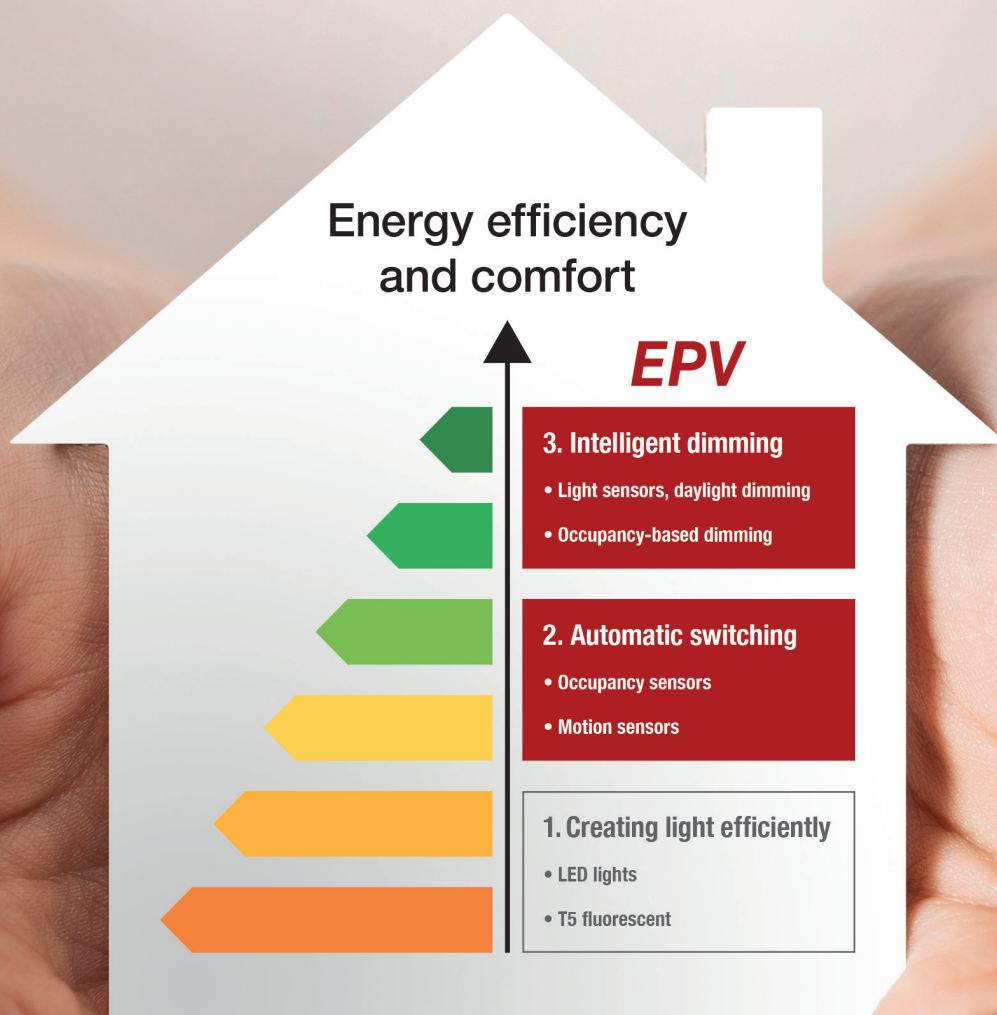 Energy efficiency
and comfort
EPV
3. Intelligent dimming
• Light sensors, daylight dimming
• Occupancy-based dimming
2. Automatic switching
• Occupancy sensors
• Motion sensors
1. Creating light efficiently
• LED lights
• T5 fluorescent